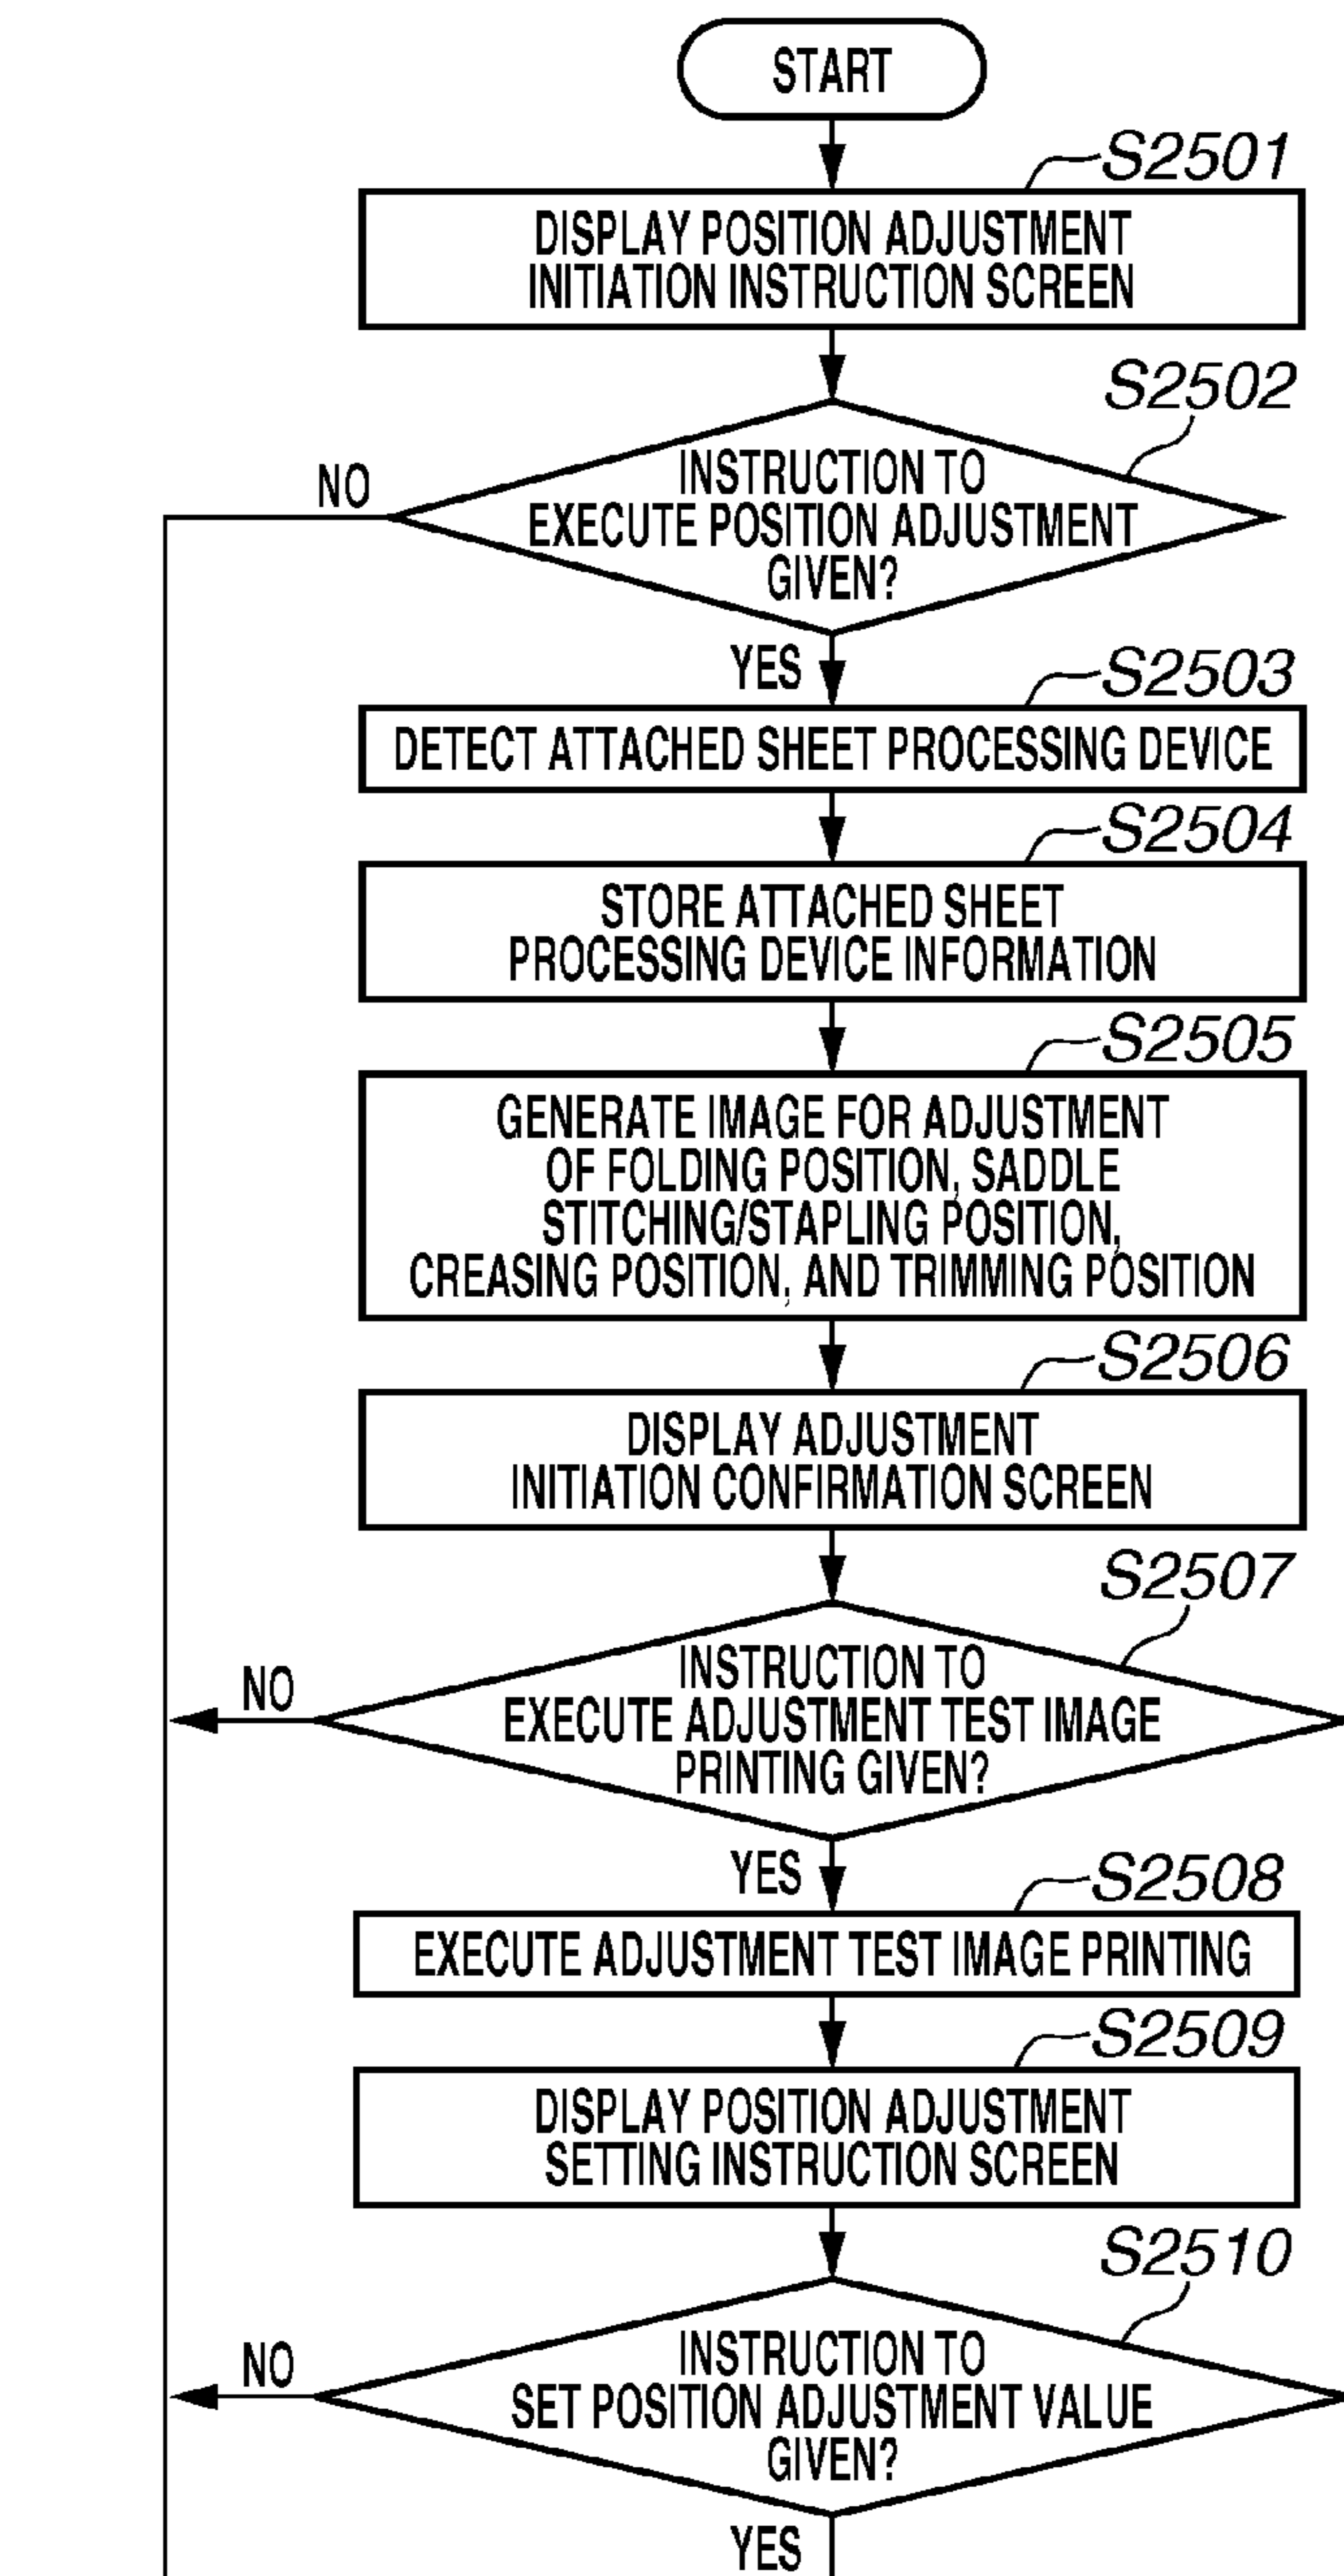 START
S2501
DISPLAY POSITION ADJUSTMENT
INITIATION INSTRUCTION SCREEN
S2502
NO
INSTRUCTION TO
EXECUTE POSITION ADJUSTMENT
GIVEN?
YES
S2503
DETECT ATTACHED SHEET PROCESSING DEVICE
S2504
STORE ATTACHED SHEET
PROCESSING DEVICE INFORMATION
S2505
GENERATE IMAGE FOR ADJUSTMENT
OF FOLDING POSITION, SADDLE
STITCHING/STAPLING POSITION,
CREASING POSITION, AND TRIMMING POSITION
S2506
DISPLAY ADJUSTMENT
INITIATION CONFIRMATION SCREEN
S2507
NO
INSTRUCTION TO
EXECUTE ADJUSTMENT TEST IMAGE
PRINTING GIVEN?
YES
S2508
EXECUTE ADJUSTMENT TEST IMAGE PRINTING
S2509
DISPLAY POSITION ADJUSTMENT
SETTING INSTRUCTION SCREEN
S2510
NO
INSTRUCTION TO
SET POSITION ADJUSTMENT VALUE
GIVEN?
YES